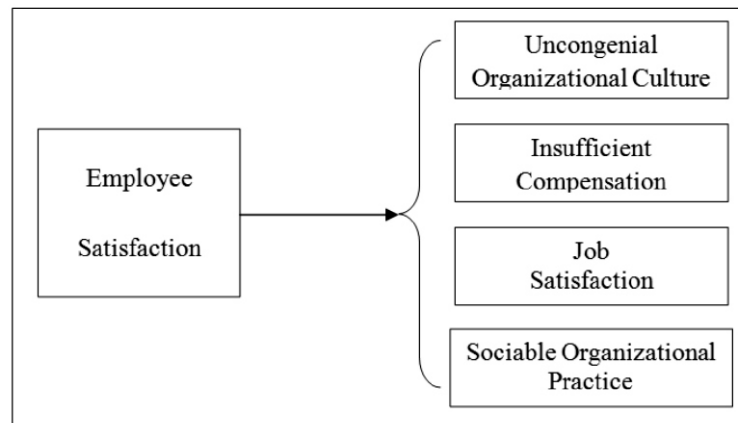 Employee
Satisfaction
Uncongenial
Organizational Culture
Insufficient
Compensation
Job
Satisfaction
Sociable Organizational
Practice